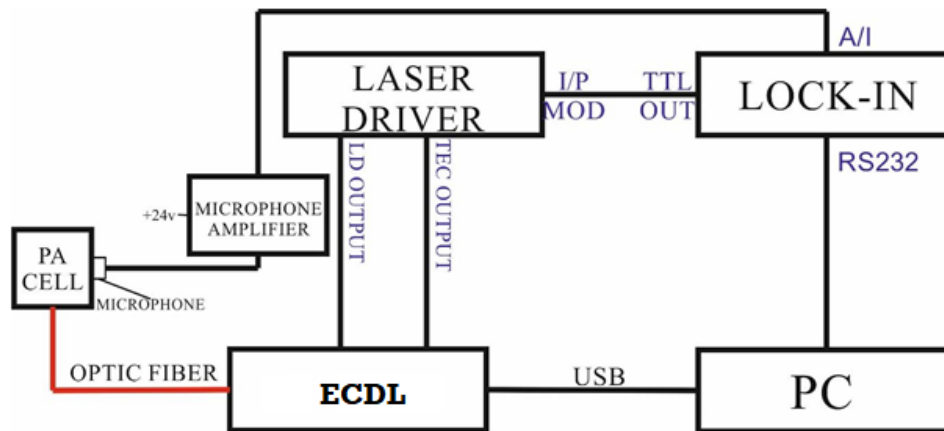 A/I
LASER
DRIVER
I/P
MOD
TTL
OUT
LOCK-IN
RS232
LD OUTPUT
TEC OUTPUT
+24v
MICROPHONE
AMPLIFIER
PA
CELL
MICROPHONE
OPTIC FIBER
ECDL
USB
PC